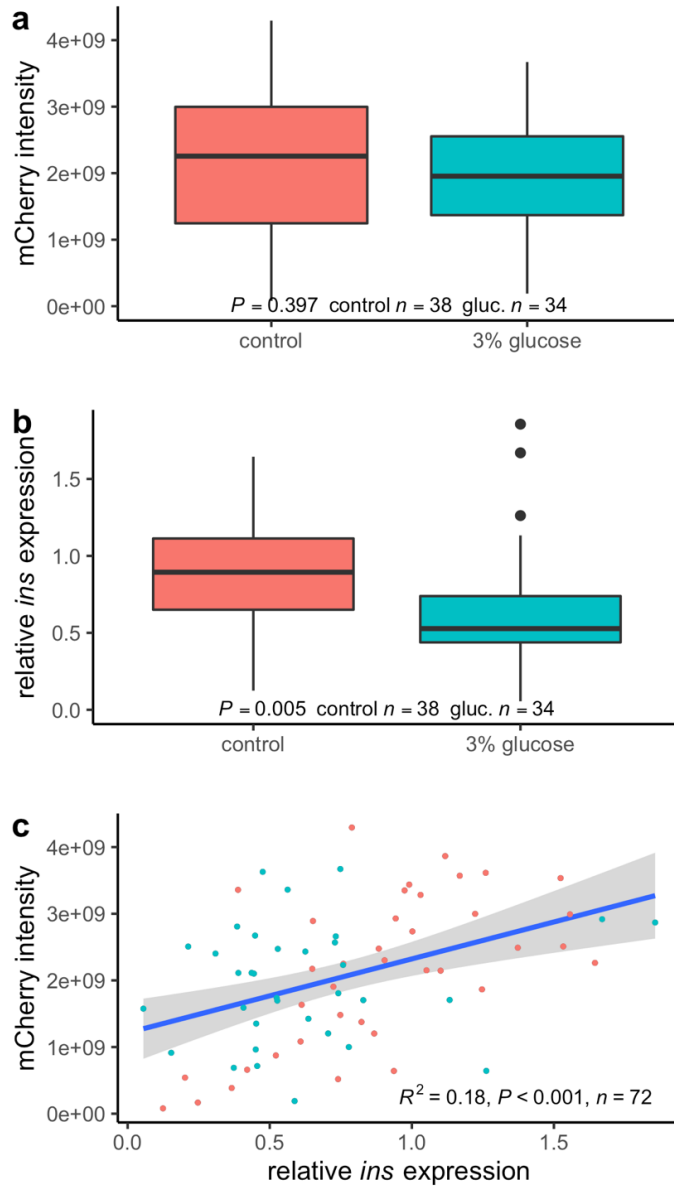 a
mCherry intensity
4e+09
3e+09
2e+09
1e+09
0e+00
P = 0.397 control n = 38 gluc. n = 34
control 3% glucose
b
relative ins expression
1.5
1.0
0.5
0.0
P = 0.005 control n = 38 gluc. n = 34
control 3% glucose
c
mCherry intensity
4e+09
3e+09
2e+09
1e+09
0e+00
R² = 0.18, P < 0.001, n = 72
0.0 0.5 1.0 1.5
relative ins expression